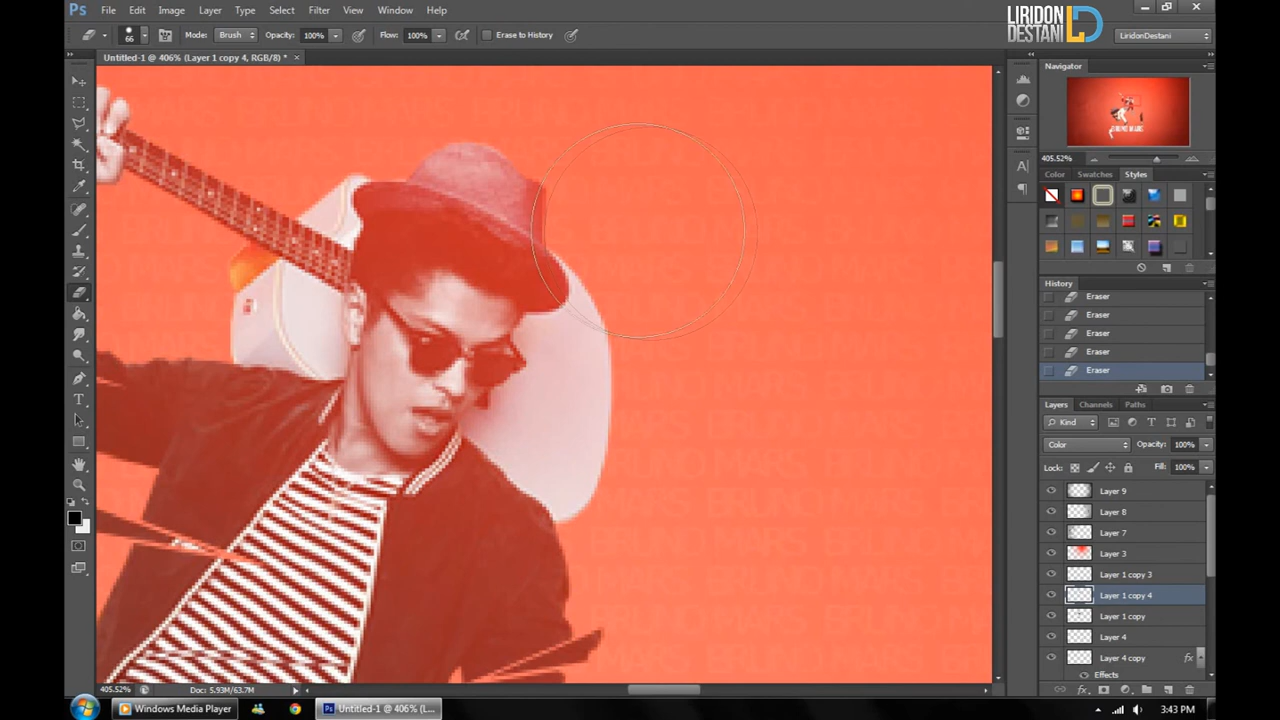 Ps File Edit Image Layer Type Select Filter View Window Help
LIRIDON
DESTANI
66 Mode: Brush Opacity: 100% Flow: 100% Erase to History
LiridonDestani
Untitled-1 @ 406% (Layer 1 copy 4, RGB/8) * ×
Navigator
405.52%
Color Swatches Styles
History
Eraser
Eraser
Eraser
Eraser
Eraser
Layers Channels Paths
Kind
Color Opacity: 100%
Lock: Fill: 100%
Layer 9
Layer 8
Layer 7
Layer 3
Layer 1 copy 3
Layer 1 copy 4
Layer 1 copy
Layer 4
Layer 4 copy fx
Effects
405.52% Doc: 5.93M/63.7M
Windows Media Player
Untitled-1 @ 406% (L...
3:43 PM